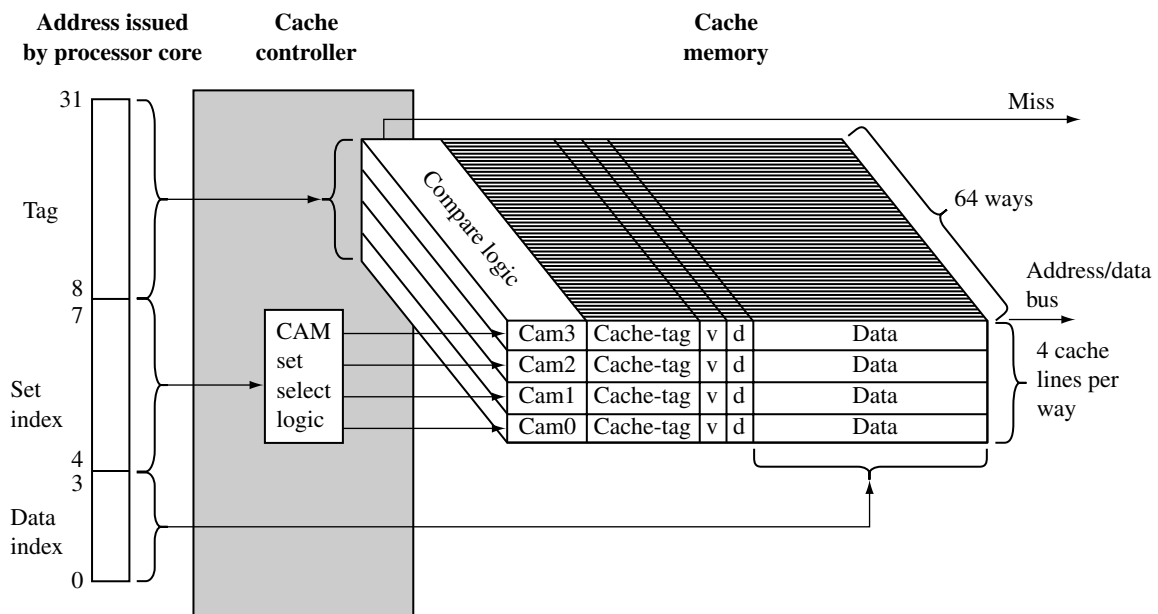 Address issued
by processor core
Cache
controller
Cache
memory
31
Miss
Tag
Compare logic
64 ways
8
7
Address/data
bus
CAM
set
select
logic
Cam3 Cache-tag v d Data
Cam2 Cache-tag v d Data
Cam1 Cache-tag v d Data
Cam0 Cache-tag v d Data
4 cache
lines per
way
Set
index
4
3
Data
index
0